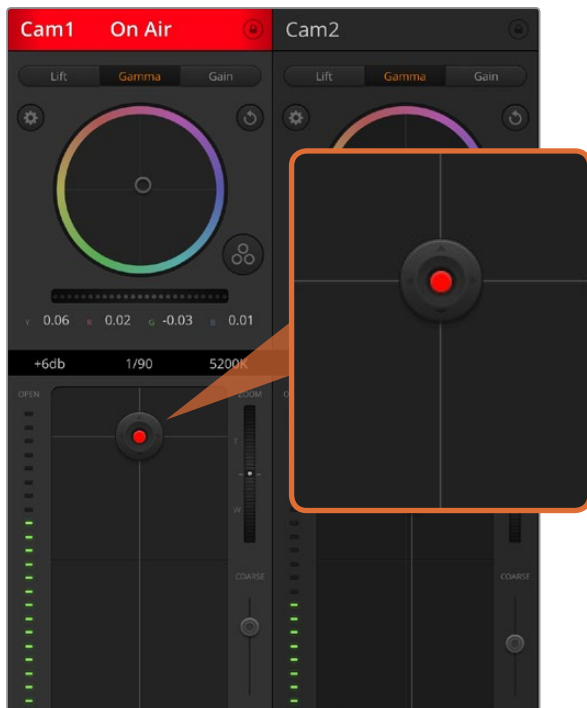 Cam1 On Air
Cam2
Lift Gamma Gain
Lift Gamma Gain
Y 0.06 R 0.02 G -0.03 B 0.01
+6db 1/90 5200K
OPEN
ZOOM
T
W
COARSE
COARSE